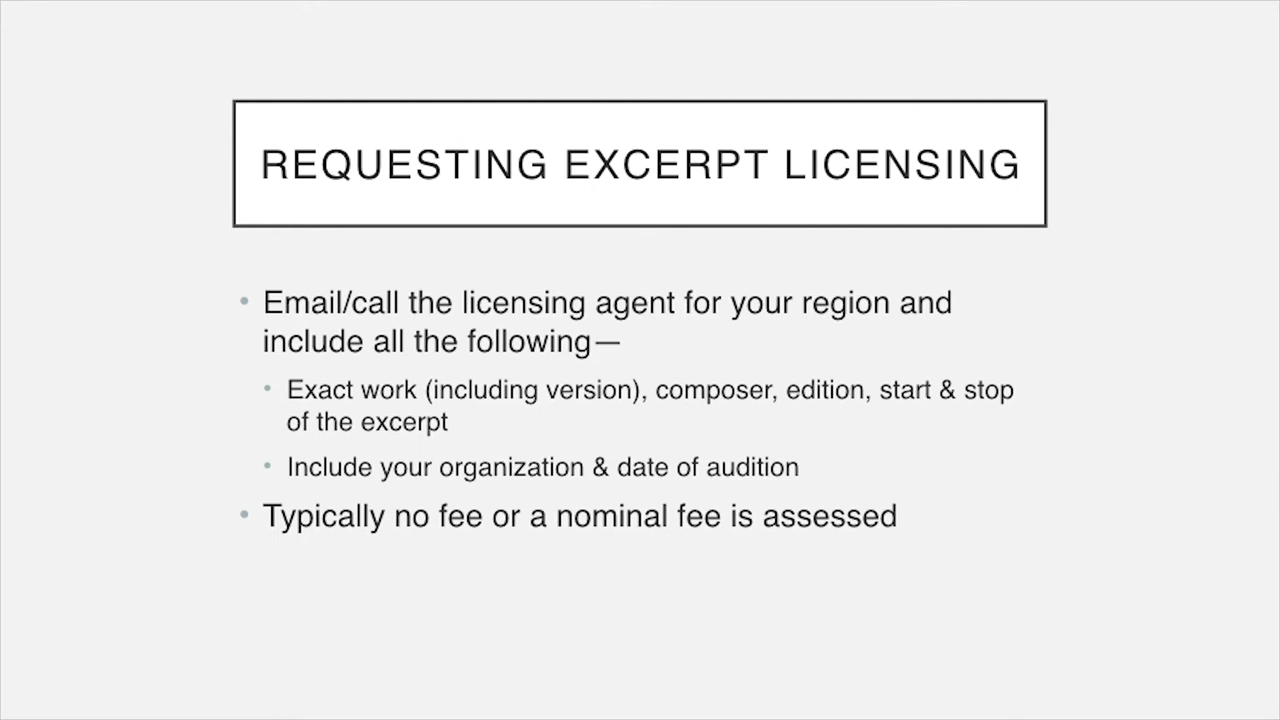 REQUESTING EXCERPT LICENSING
• Email/call the licensing agent for your region and
include all the following—
• Exact work (including version), composer, edition, start & stop
of the excerpt
• Include your organization & date of audition
• Typically no fee or a nominal fee is assessed